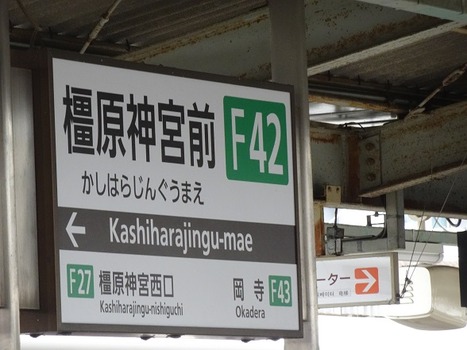 橿原神宮前 F42
かしはらじんぐうまえ
← Kashiharajingu-mae
F27 橿原神宮西口
Kashiharajingu-nishiguchi
岡寺 F43
Okadera
ーター →